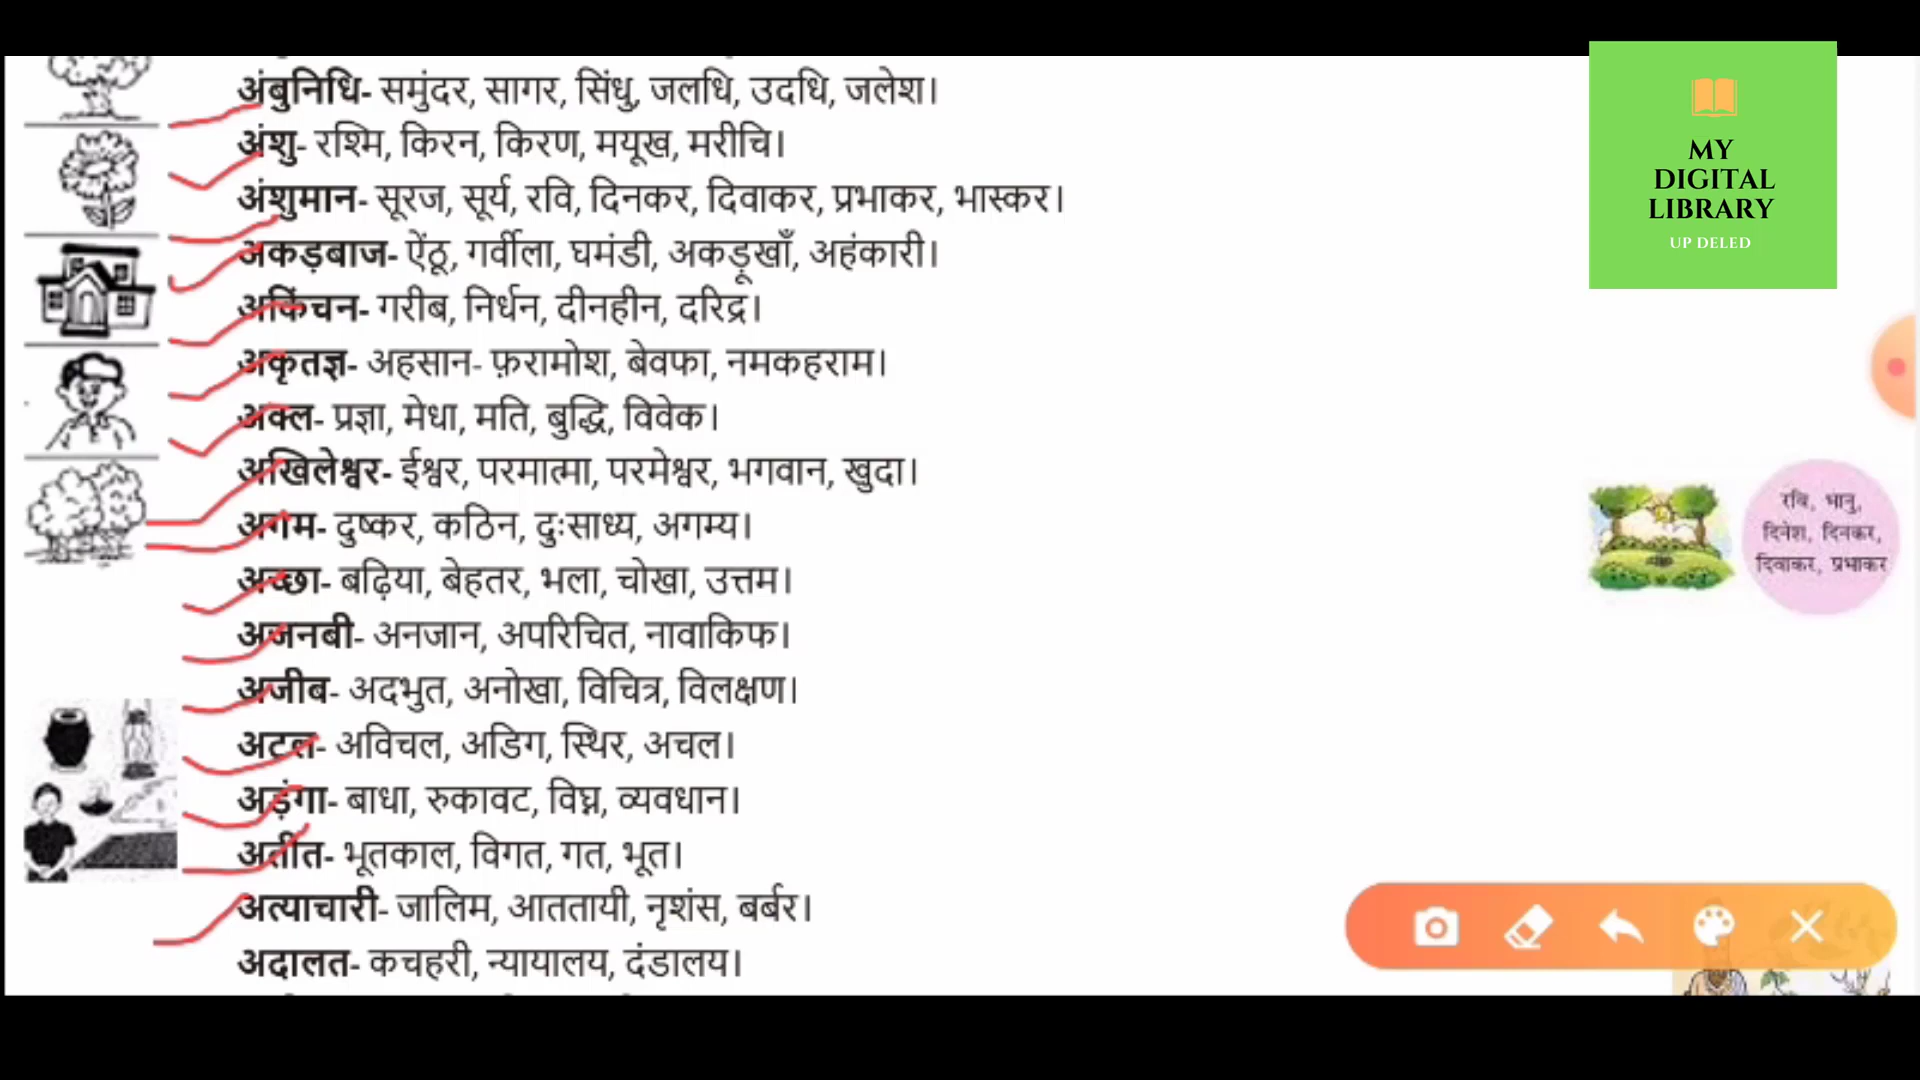 अंबुनिधि- समुंदर, सागर, सिंधु, जलधि, उदधि, जलेश।
अंशु- रश्मि, किरन, किरण, मयूख, मरीचि।
अंशुमान- सूरज, सूर्य, रवि, दिनकर, दिवाकर, प्रभाकर, भास्कर।
अकड़बाज- ऐंठू, गर्वीला, घमंडी, अकड़ूखाँ, अहंकारी।
अकिंचन- गरीब, निर्धन, दीनहीन, दरिद्र।
अकृतज्ञ- अहसान- फ़रामोश, बेवफा, नमकहराम।
अक्ल- प्रज्ञा, मेधा, मति, बुद्धि, विवेक।
अखिलेश्वर- ईश्वर, परमात्मा, परमेश्वर, भगवान, खुदा।
अगम- दुष्कर, कठिन, दुःसाध्य, अगम्य।
अच्छा- बढ़िया, बेहतर, भला, चोखा, उत्तम।
अजनबी- अनजान, अपरिचित, नावाकिफ।
अजीब- अदभुत, अनोखा, विचित्र, विलक्षण।
अटल- अविचल, अडिग, स्थिर, अचल।
अड़ंगा- बाधा, रुकावट, विघ्न, व्यवधान।
अतीत- भूतकाल, विगत, गत, भूत।
अत्याचारी- जालिम, आततायी, नृशंस, बर्बर।
अदालत- कचहरी, न्यायालय, दंडालय।
MY
DIGITAL
LIBRARY
UP DELED
रवि, भानु,
दिनेश, दिनकर,
दिवाकर, प्रभाकर